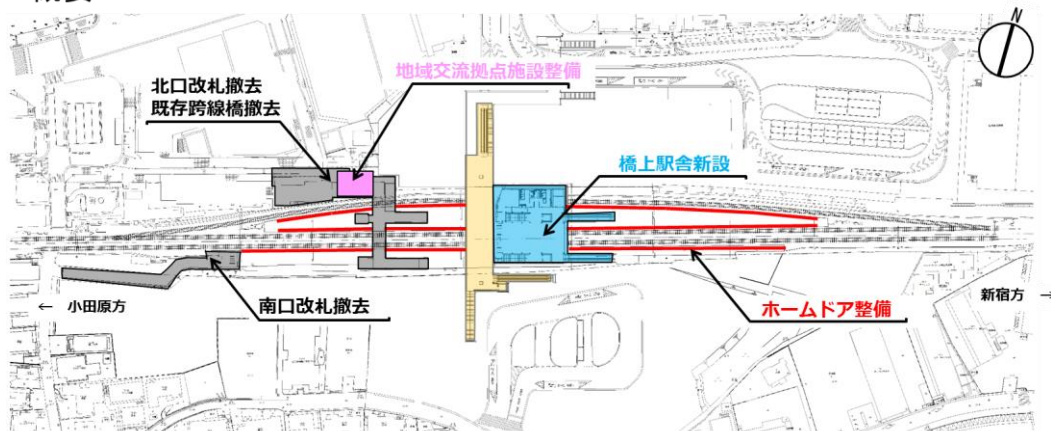 概要
N
地域交流拠点施設整備
北口改札撤去
既存跨線橋撤去
橋上駅舎新設
← 小田原方
南口改札撤去
ホームドア整備
新宿方 →